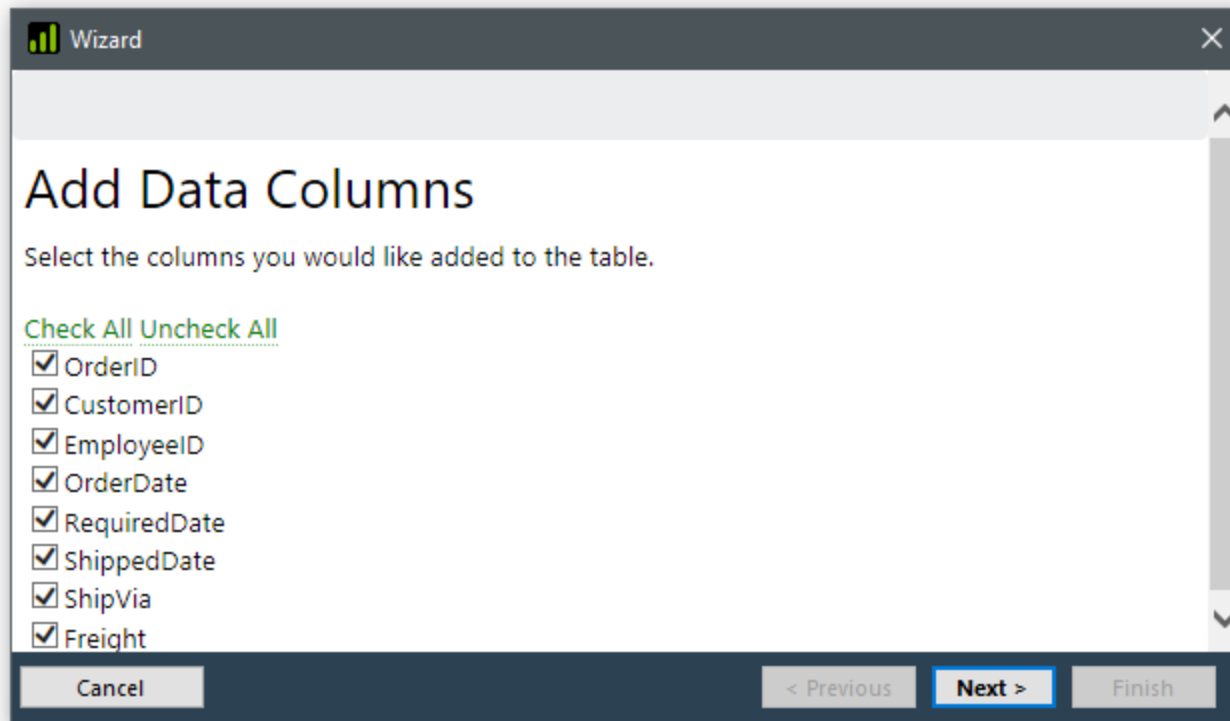 Wizard
Add Data Columns
Select the columns you would like added to the table.
Check All Uncheck All
OrderID
CustomerID
EmployeeID
OrderDate
RequiredDate
ShippedDate
ShipVia
Freight
Cancel < Previous Next > Finish